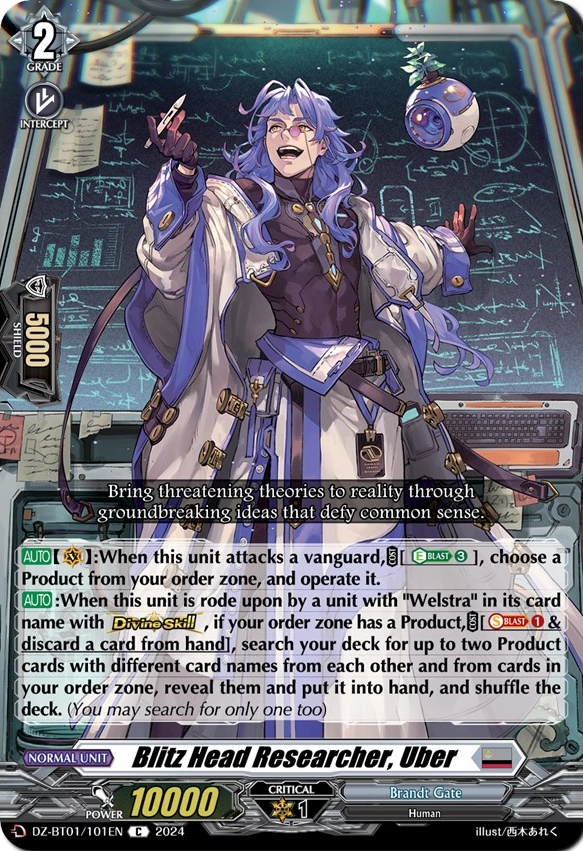 2
GRADE
INTERCEPT
5000
SHIELD
Bring threatening theories to reality through
groundbreaking ideas that defy common sense.
AUTO【 】:When this unit attacks a vanguard, COST [ E BLAST 3 ], choose a
Product from your order zone, and operate it.
AUTO :When this unit is rode upon by a unit with "Welstra" in its card
name with Divine Skill , if your order zone has a Product, COST [ S BLAST 1 &
discard a card from hand], search your deck for up to two Product
cards with different card names from each other and from cards in
your order zone, reveal them and put it into hand, and shuffle the
deck. (You may search for only one too)
NORMAL UNIT Blitz Head Researcher, Uber
POWER 10000 CRITICAL 1 Brandt Gate
Human
DZ-BT01/101EN C 2024 illust/西木あれく